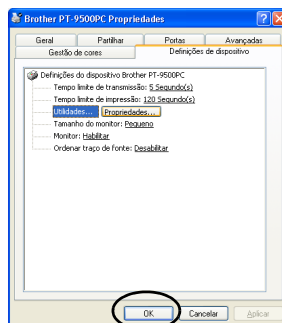 Brother PT-9500PC Propriedades
Geral Partilhar Portas Avançadas
Gestão de cores Definições de dispositivo
Definições do dispositivo Brother PT-9500PC
Tempo limite de transmissão: 5 Segundo(s)
Tempo limite de impressão: 120 Segundo(s)
Utilidades... Propriedades...
Tamanho do monitor: Pequeno
Monitor: Habilitar
Ordenar traço de fonte: Desabilitar
OK Cancelar Aplicar